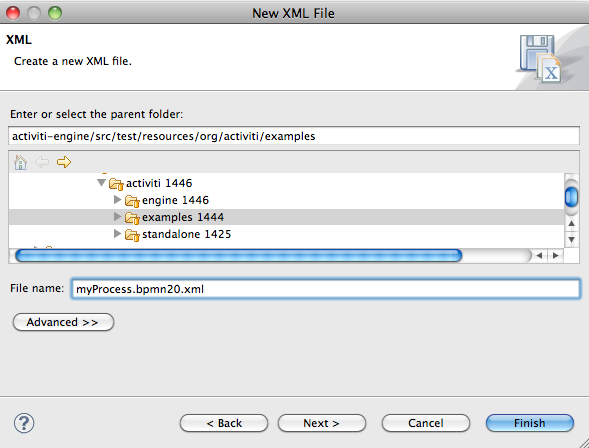 New XML File
XML
Create a new XML file.
X
Enter or select the parent folder:
activiti-engine/src/test/resources/org/activiti/examples
activiti 1446
engine 1446
examples 1444
standalone 1425
File name: myProcess.bpmn20.xml
Advanced >>
? < Back Next > Cancel Finish